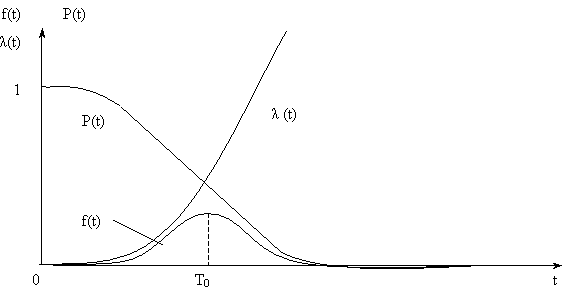 f(t) P(t)
λ(t)
1
P(t)
λ (t)
f(t)
0 T₀ t